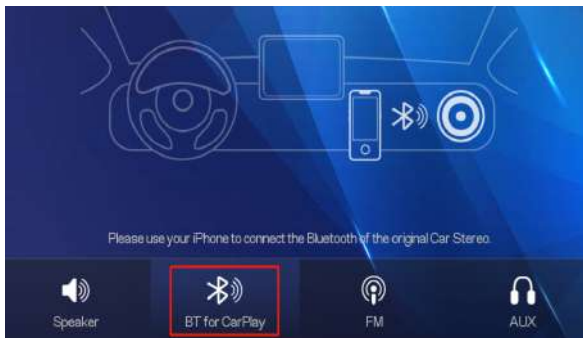 Please use your iPhone to connect the Bluetooth of the original Car Stereo.
Speaker
BT for CarPlay
FM
AUX